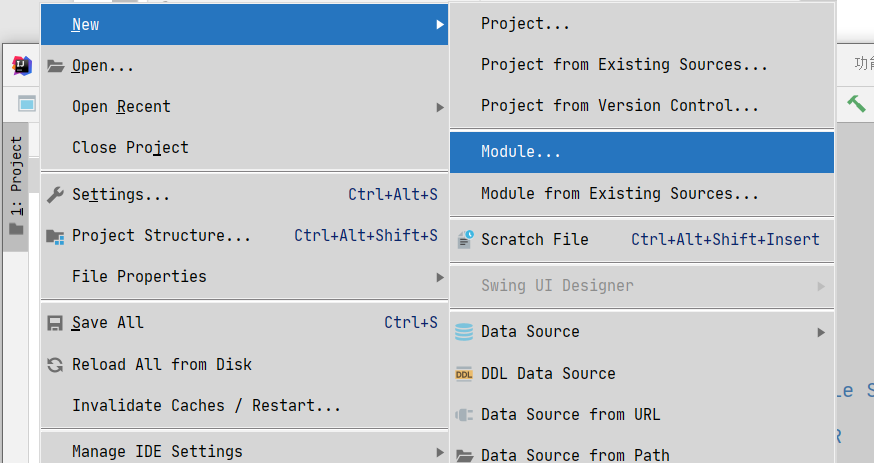 New
Open...
Open Recent
Close Project
Settings... Ctrl+Alt+S
Project Structure... Ctrl+Alt+Shift+S
File Properties
Save All Ctrl+S
Reload All from Disk
Invalidate Caches / Restart...
Manage IDE Settings
Project...
Project from Existing Sources...
Project from Version Control...
Module...
Module from Existing Sources...
Scratch File Ctrl+Alt+Shift+Insert
Swing UI Designer
Data Source
DDL Data Source
Data Source from URL
Data Source from Path
1: Project
IJ
DDL
功能
le S
R